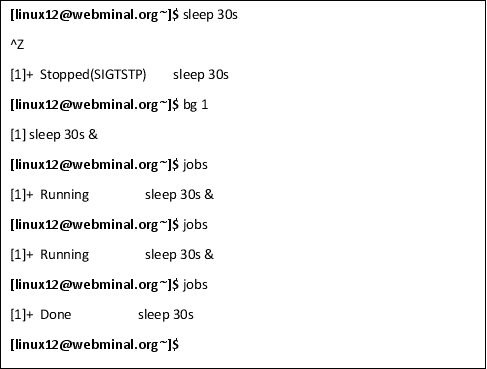 [linux12@webminal.org~]$ sleep 30s
^Z
[1]+ Stopped(SIGTSTP) sleep 30s
[linux12@webminal.org~]$ bg 1
[1] sleep 30s &
[linux12@webminal.org~]$ jobs
[1]+ Running sleep 30s &
[linux12@webminal.org~]$ jobs
[1]+ Running sleep 30s &
[linux12@webminal.org~]$ jobs
[1]+ Done sleep 30s
[linux12@webminal.org~]$